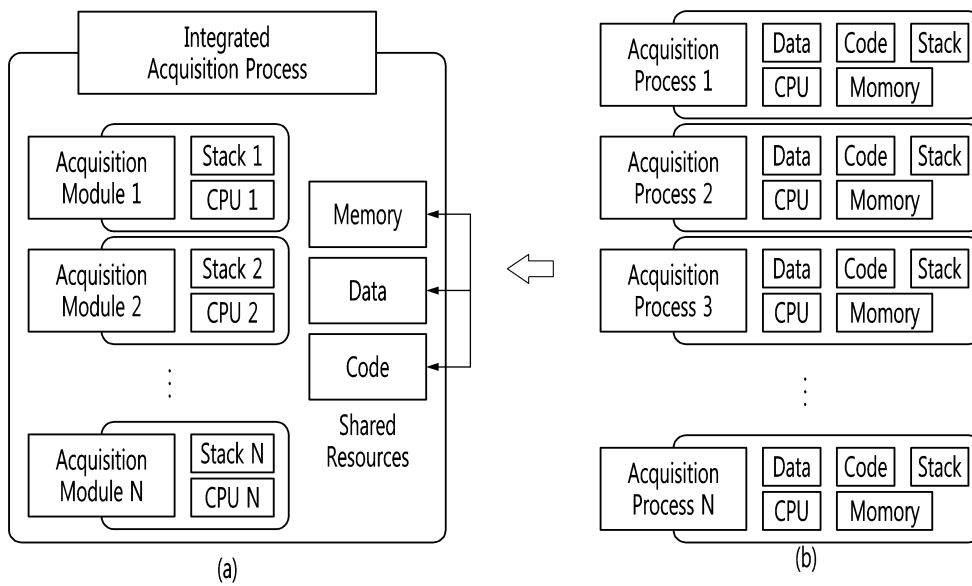 Integrated
Acquisition Process
Acquisition
Module 1
Stack 1
CPU 1
Acquisition
Module 2
Stack 2
CPU 2
Acquisition
Module N
Stack N
CPU N
Memory
Data
Code
Shared
Resources
(a)
Acquisition
Process 1
Data Code Stack
CPU Momory
Acquisition
Process 2
Data Code Stack
CPU Momory
Acquisition
Process 3
Data Code Stack
CPU Momory
Acquisition
Process N
Data Code Stack
CPU Momory
(b)